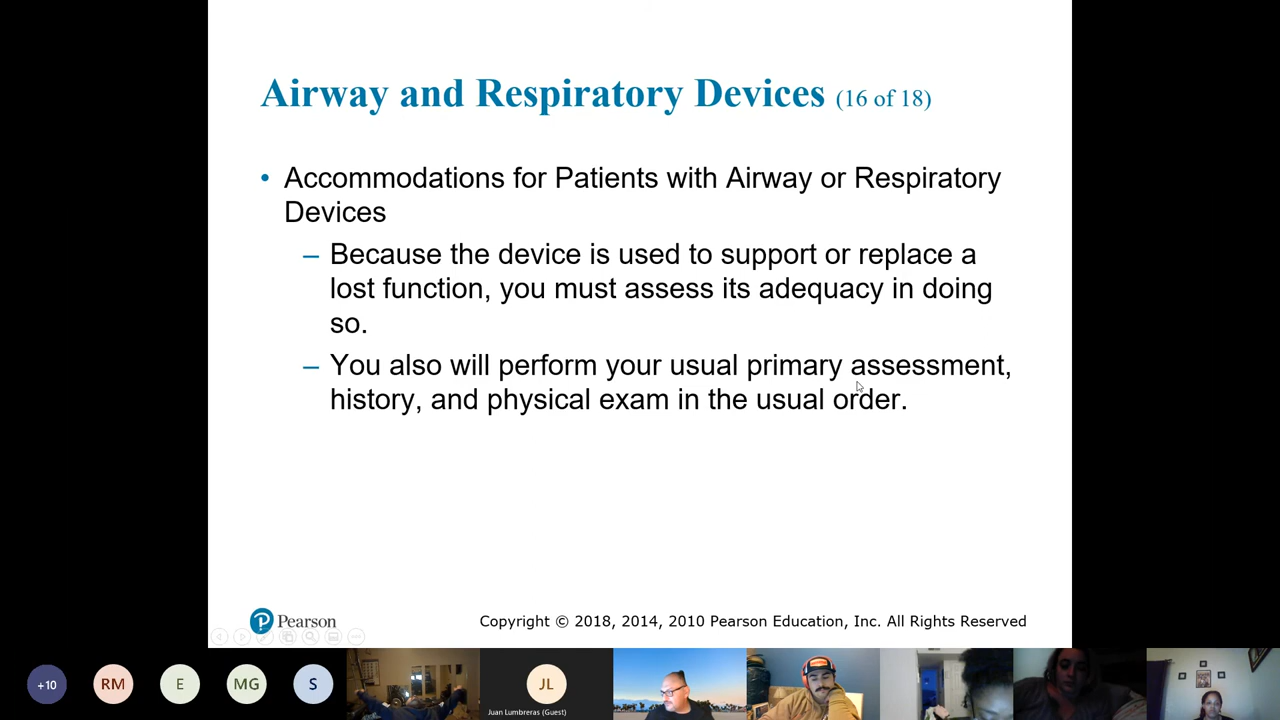 Airway and Respiratory Devices (16 of 18)
• Accommodations for Patients with Airway or Respiratory
Devices
– Because the device is used to support or replace a
lost function, you must assess its adequacy in doing
so.
– You also will perform your usual primary assessment,
history, and physical exam in the usual order.
P Pearson
Copyright © 2018, 2014, 2010 Pearson Education, Inc. All Rights Reserved
+10
RM
E
MG
S
JL
Juan Lumbreras (Guest)